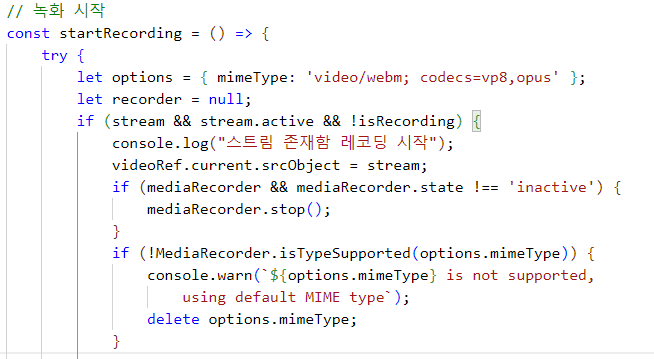 // 녹화 시작
const startRecording = () => {
try {
let options = { mimeType: 'video/webm; codecs=vp8,opus' };
let recorder = null;
if (stream && stream.active && !isRecording) {
console.log("스트림 존재함 레코딩 시작");
videoRef.current.srcObject = stream;
if (mediaRecorder && mediaRecorder.state !== 'inactive') {
mediaRecorder.stop();
}
if (!MediaRecorder.isTypeSupported(options.mimeType)) {
console.warn(`${options.mimeType} is not supported,
using default MIME type`);
delete options.mimeType;
}